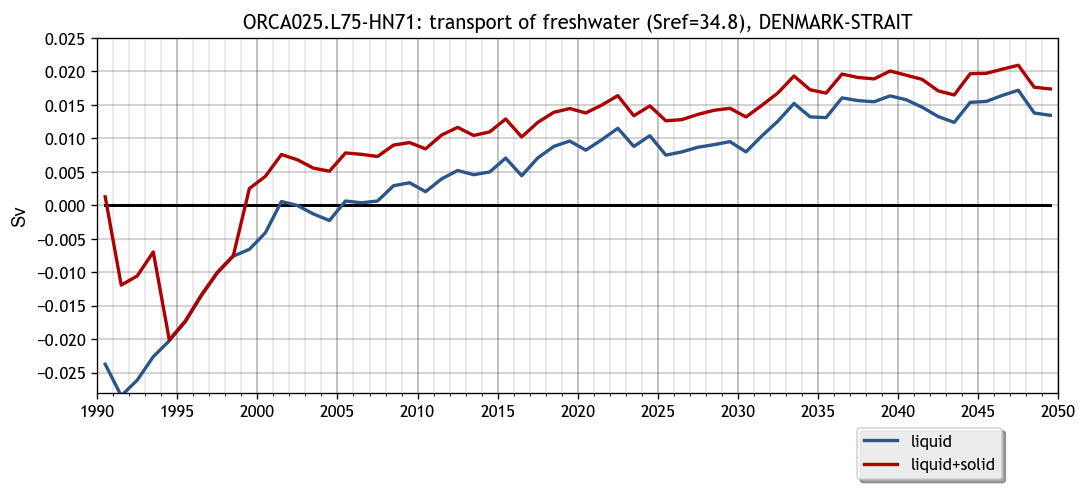 ORCA025.L75-HN71: transport of freshwater (Sref=34.8), DENMARK-STRAIT
0.025
0.020
0.015
0.010
0.005
0.000
−0.005
−0.010
−0.015
−0.020
−0.025
Sv
1990 1995 2000 2005 2010 2015 2020 2025 2030 2035 2040 2045 2050
liquid
liquid+solid